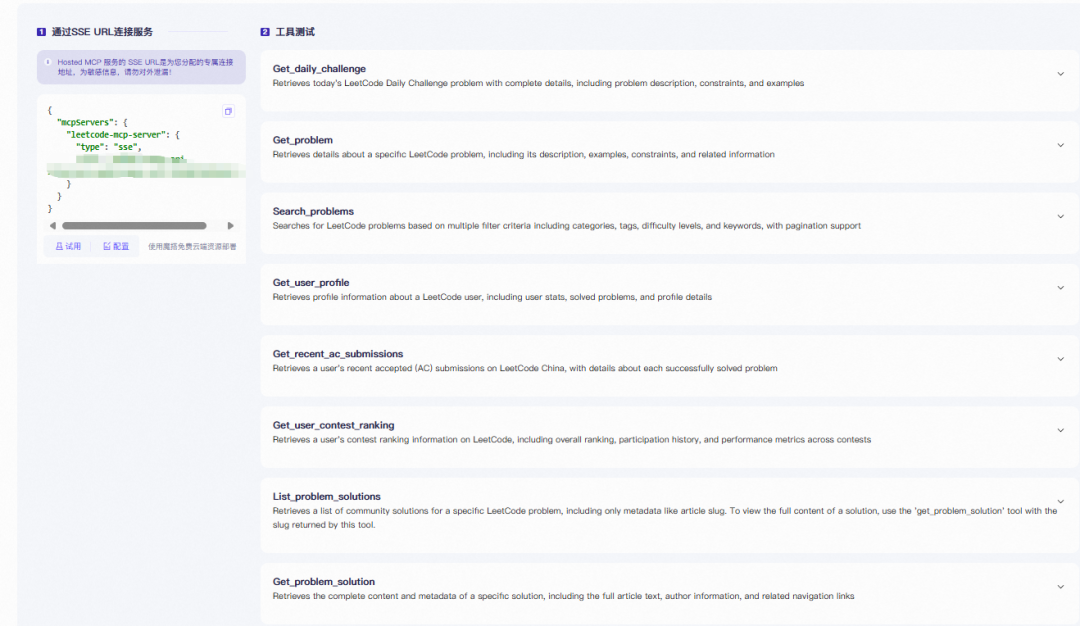 1 通过SSE URL连接服务
Hosted MCP 服务的 SSE URL是为您分配的专属连接
地址，为敏感信息，请勿对外泄漏！
{
"mcpServers": {
"leetcode-mcp-server": {
"type": "sse",
}
}
}
试用
配置
使用魔搭免费云端资源部署
2 工具测试
Get_daily_challenge
Retrieves today's LeetCode Daily Challenge problem with complete details, including problem description, constraints, and examples
Get_problem
Retrieves details about a specific LeetCode problem, including its description, examples, constraints, and related information
Search_problems
Searches for LeetCode problems based on multiple filter criteria including categories, tags, difficulty levels, and keywords, with pagination support
Get_user_profile
Retrieves profile information about a LeetCode user, including user stats, solved problems, and profile details
Get_recent_ac_submissions
Retrieves a user's recent accepted (AC) submissions on LeetCode China, with details about each successfully solved problem
Get_user_contest_ranking
Retrieves a user's contest ranking information on LeetCode, including overall ranking, participation history, and performance metrics across contests
List_problem_solutions
Retrieves a list of community solutions for a specific LeetCode problem, including only metadata like article slug. To view the full content of a solution, use the 'get_problem_solution' tool with the
slug returned by this tool.
Get_problem_solution
Retrieves the complete content and metadata of a specific solution, including the full article text, author information, and related navigation links